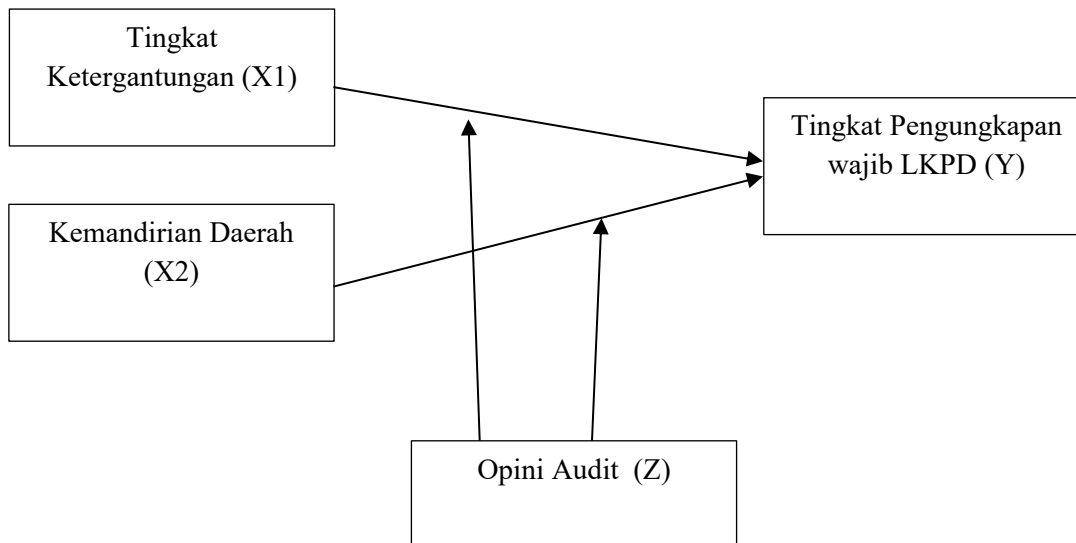 Tingkat
Ketergantungan (X1)
Tingkat Pengungkapan
wajib LKPD (Y)
Kemandirian Daerah
(X2)
Opini Audit (Z)